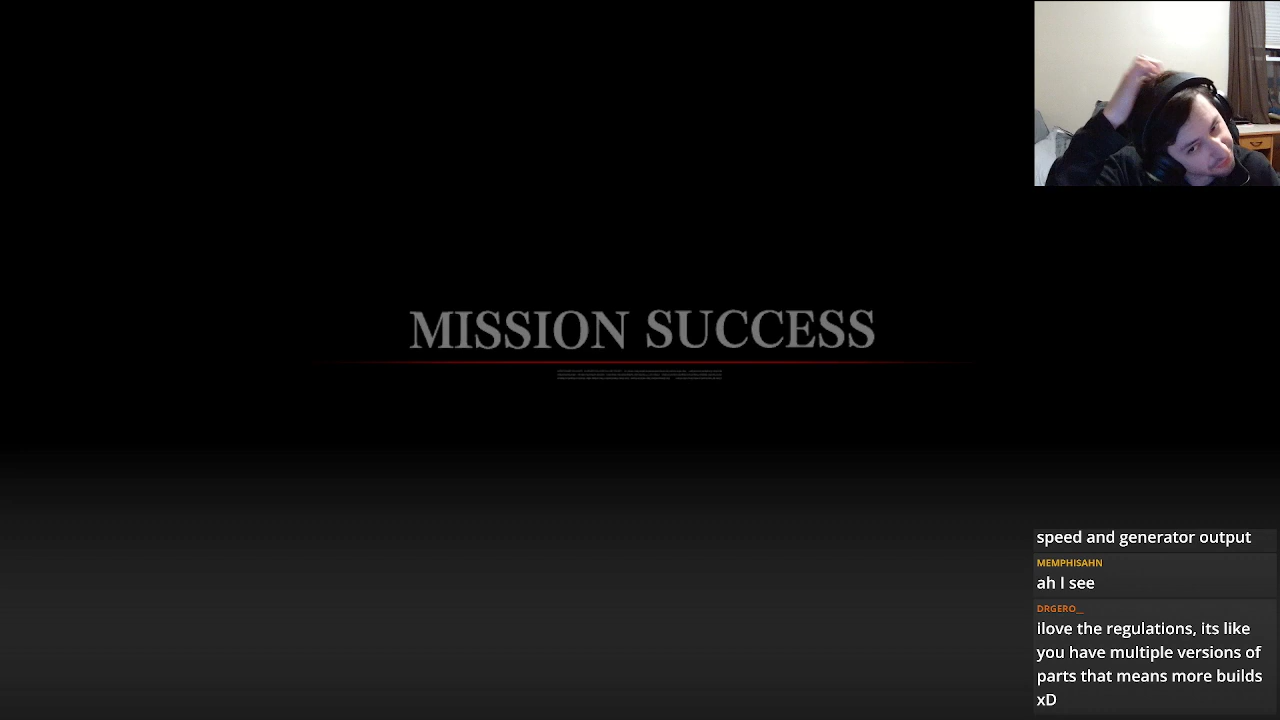 MISSION SUCCESS
speed and generator output
MEMPHISAHN
ah I see
DRGERO__
ilove the regulations, its like
you have multiple versions of
parts that means more builds
xD